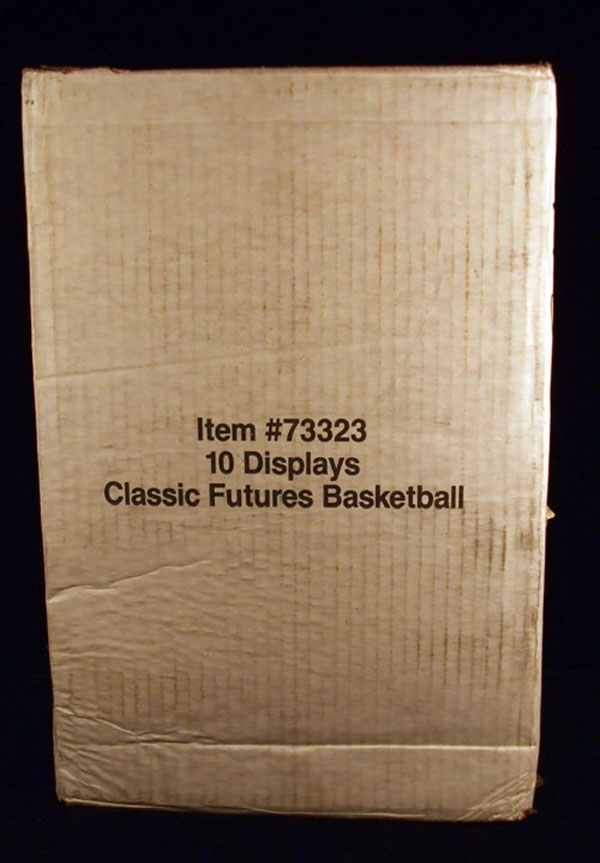 Item #73323
10 Displays
Classic Futures Basketball